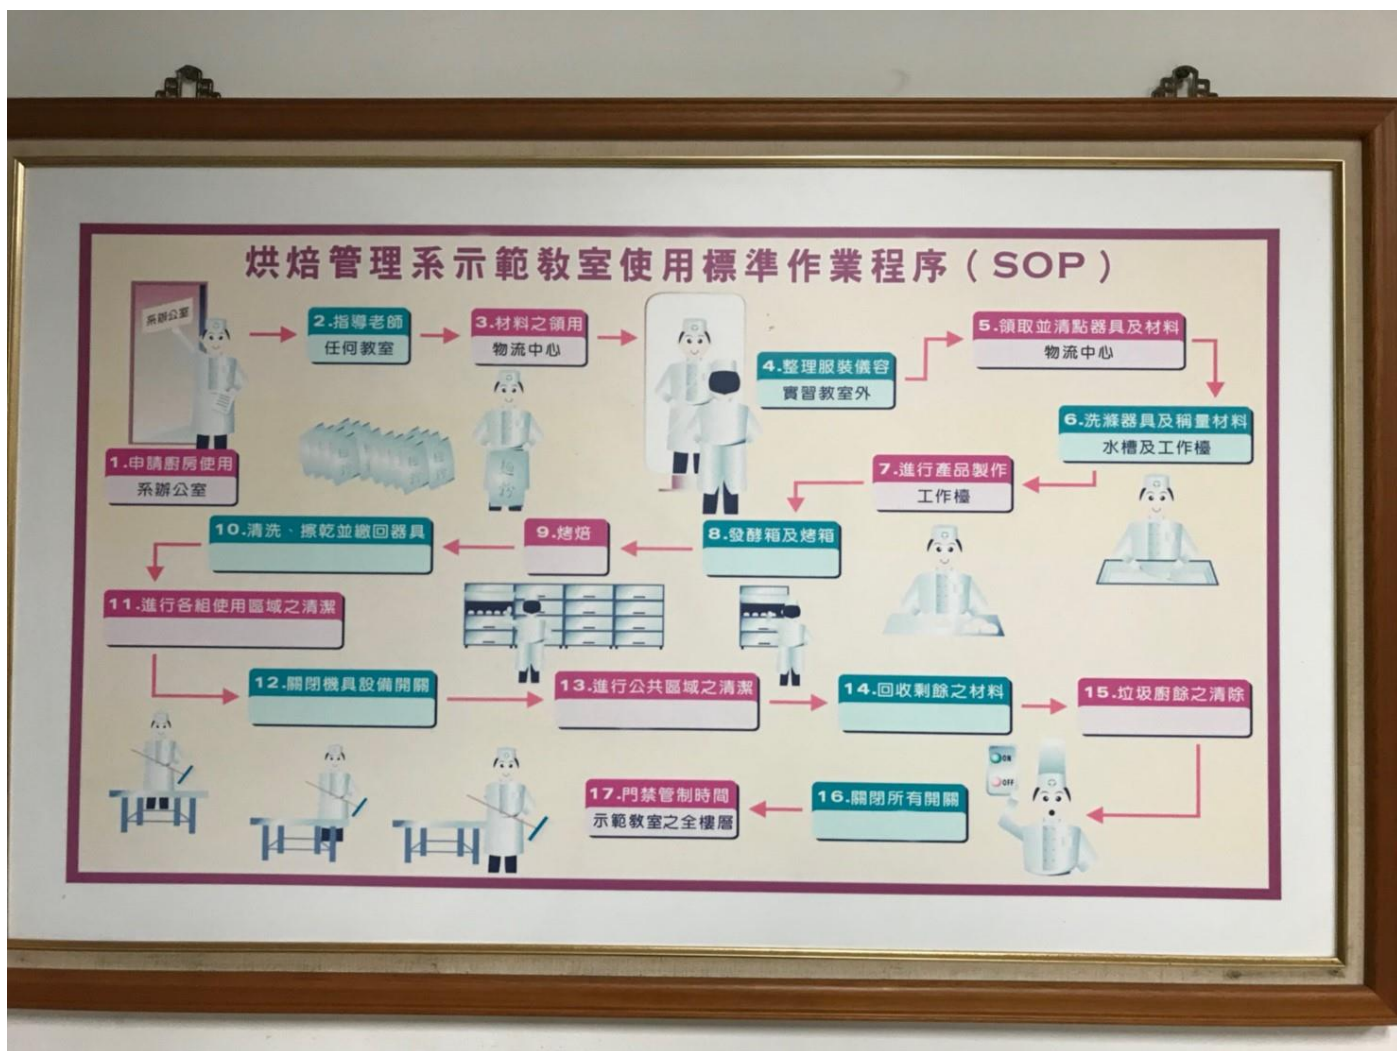 烘焙管理系示範教室使用標準作業程序(SOP)
系辦公室
1.申請廚房使用
系辦公室
2.指導老師
任何教室
3.材料之領用
物流中心
4.整理服裝儀容
實習教室外
5.領取並清點器具及材料
物流中心
6.洗滌器具及稱量材料
水槽及工作檯
7.進行產品製作
工作檯
8.發酵箱及烤箱
9.烤焙
10.清洗、擦乾並繳回器具
11.進行各組使用區域之清潔
12.關閉機具設備開關
13.進行公共區域之清潔
14.回收剩餘之材料
15.垃圾廚餘之清除
ON
OFF
16.關閉所有開關
17.門禁管制時間
示範教室之全樓層